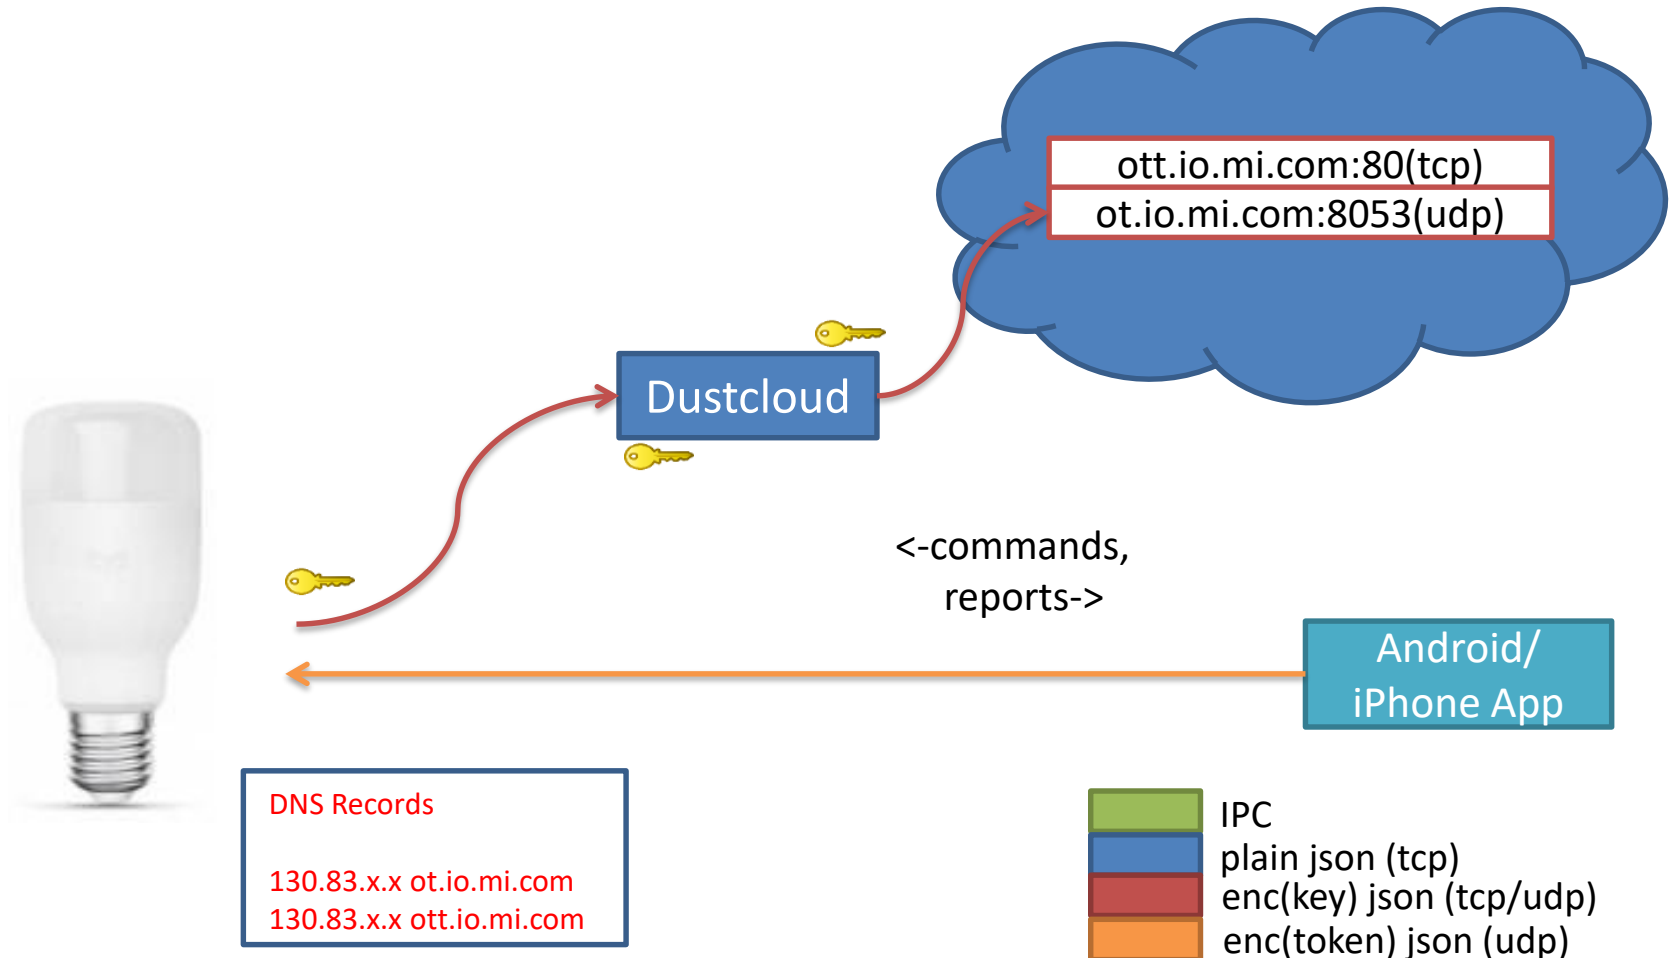 ott.io.mi.com:80(tcp)
ot.io.mi.com:8053(udp)
Dustcloud
<-commands,
reports->
Android/
iPhone App
DNS Records
130.83.x.x ot.io.mi.com
130.83.x.x ott.io.mi.com
IPC
plain json (tcp)
enc(key) json (tcp/udp)
enc(token) json (udp)